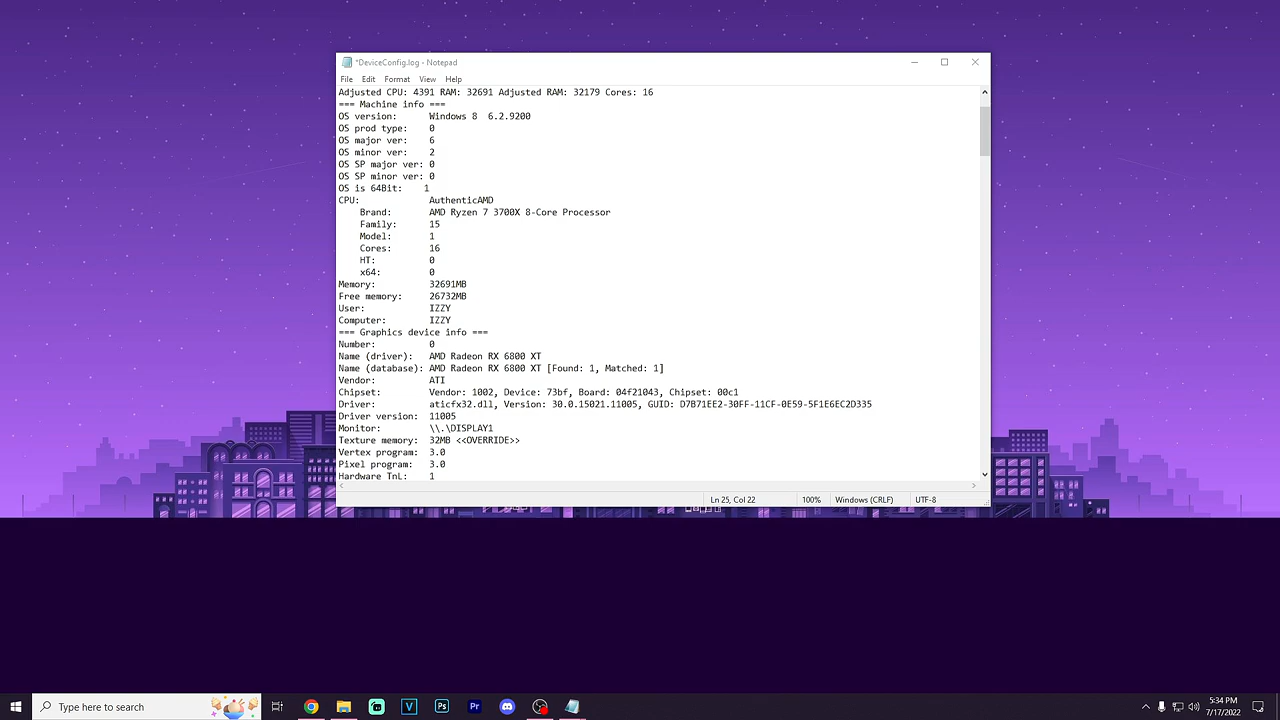 *DeviceConfig.log - Notepad
File Edit Format View Help
Adjusted CPU: 4391 RAM: 32691 Adjusted RAM: 32179 Cores: 16
=== Machine info ===
OS version: Windows 8 6.2.9200
OS prod type: 0
OS major ver: 6
OS minor ver: 2
OS SP major ver: 0
OS SP minor ver: 0
OS is 64Bit: 1
CPU: AuthenticAMD
Brand: AMD Ryzen 7 3700X 8-Core Processor
Family: 15
Model: 1
Cores: 16
HT: 0
x64: 0
Memory: 32691MB
Free memory: 26732MB
User: IZZY
Computer: IZZY
=== Graphics device info ===
Number: 0
Name (driver): AMD Radeon RX 6800 XT
Name (database): AMD Radeon RX 6800 XT [Found: 1, Matched: 1]
Vendor: ATI
Chipset: Vendor: 1002, Device: 73bf, Board: 04f21043, Chipset: 00c1
Driver: aticfx32.dll, Version: 30.0.15021.11005, GUID: D7B71EE2-30FF-11CF-0E59-5F1E6EC2D335
Driver version: 11005
Monitor: \\.\DISPLAY1
Texture memory: 32MB <<OVERRIDE>>
Vertex program: 3.0
Pixel program: 3.0
Hardware TnL: 1
Ln 25, Col 22 100% Windows (CRLF) UTF-8
Type here to search
V
Ps
Pr
5:34 PM
7/17/2022